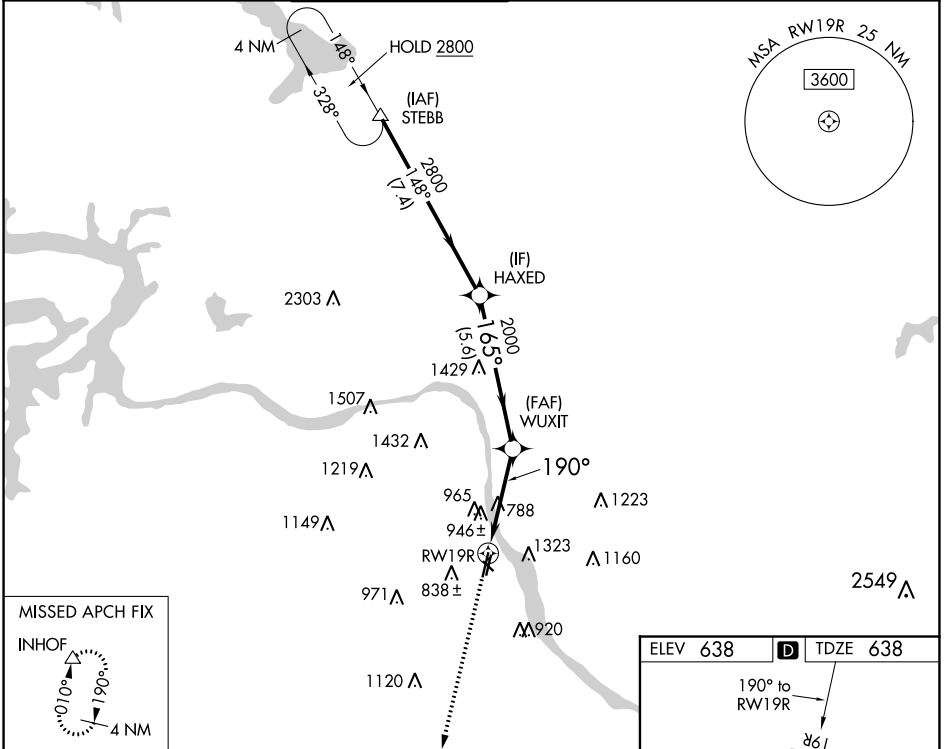 4 NM
148°
328°
HOLD 2800
(IAF)
STEBB
MSA RW19R 25 NM
3600
2800
148°
(7.4)
(IF)
HAXED
2303
2000
165°
(5.6)
1429
1507
(FAF)
WUXIT
1432
190°
1219
965
788
1223
946±
1149
1323
RW19R
1160
838±
971
2549
920
1120
MISSED APCH FIX
INHOF
010°
190°
4 NM
ELEV 638 D TDZE 638
190° to
RW19R
19R